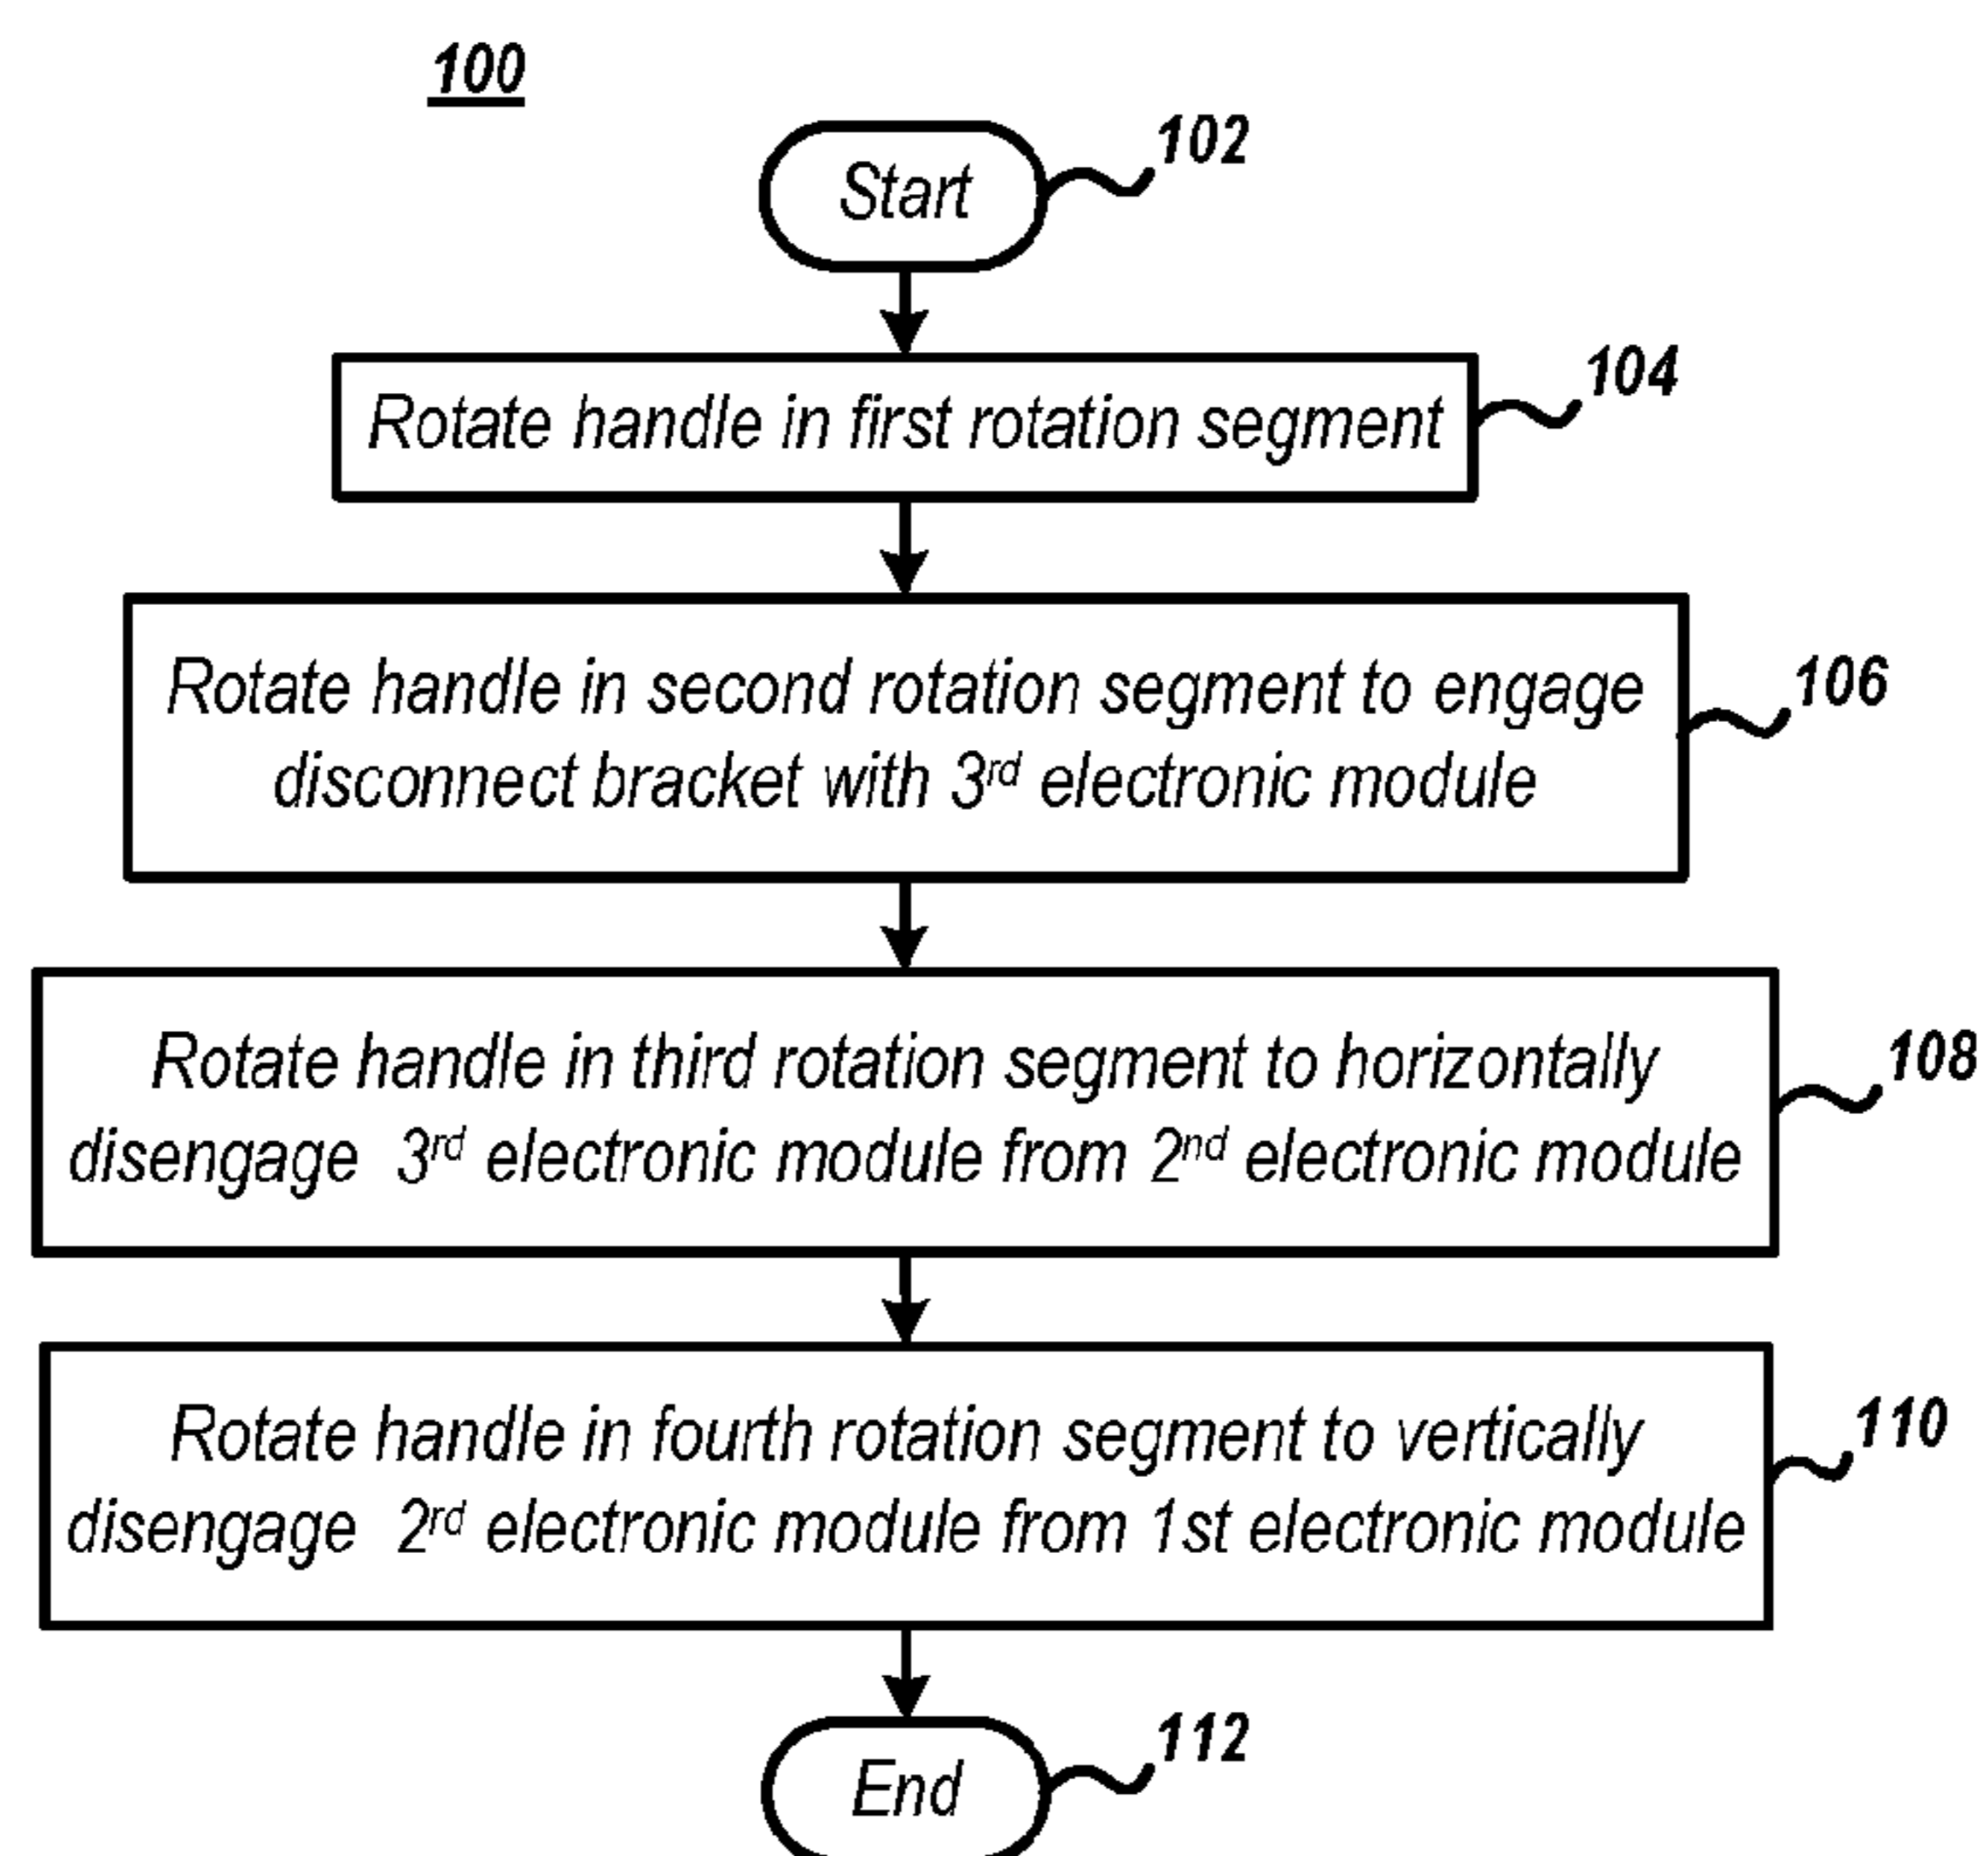 100
Start
102
Rotate handle in first rotation segment
104
Rotate handle in second rotation segment to engage
disconnect bracket with 3rd electronic module
106
Rotate handle in third rotation segment to horizontally
disengage 3rd electronic module from 2nd electronic module
108
Rotate handle in fourth rotation segment to vertically
disengage 2rd electronic module from 1st electronic module
110
End
112